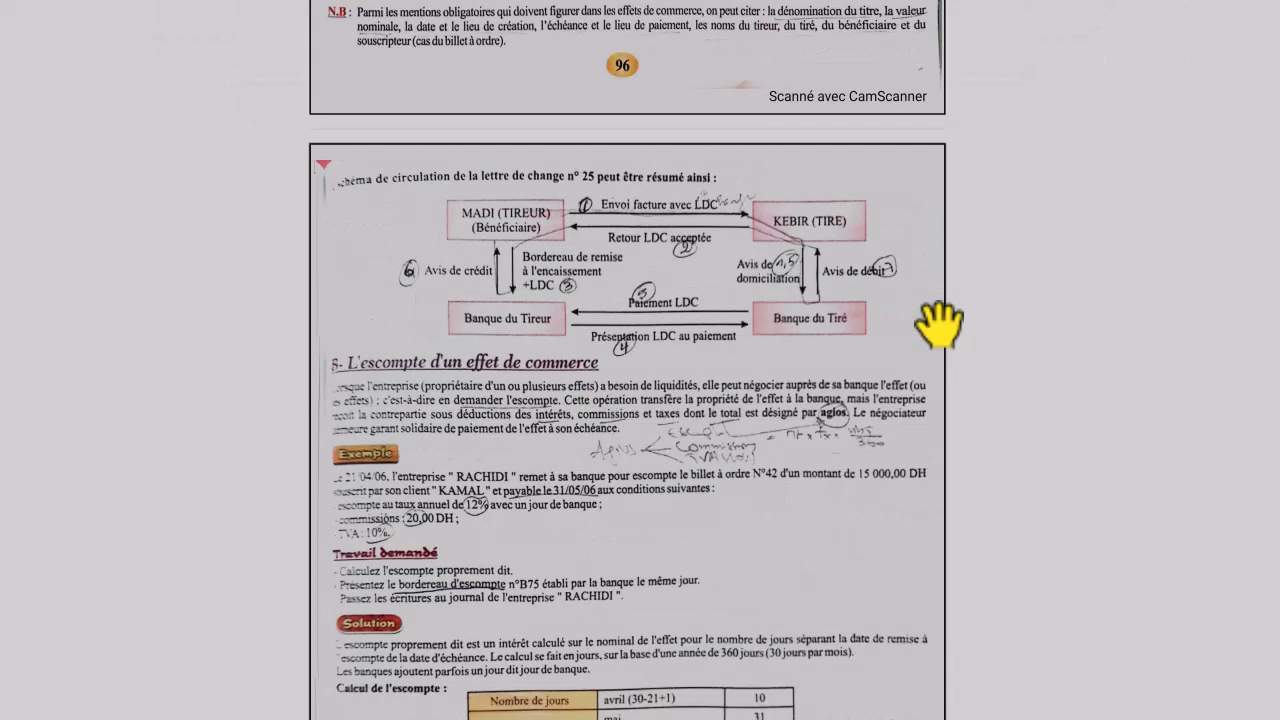 N.B : Parmi les mentions obligatoires qui doivent figurer dans les effets de commerce, on peut citer : la dénomination du titre, la valeur
nominale, la date et le lieu de création, l'échéance et le lieu de paiement, les noms du tireur, du tiré, du bénéficiaire et du
souscripteur (cas du billet à ordre).
96
Scanné avec CamScanner
de circulation de la lettre de change n° 25 peut être résumé ainsi :
MADI (TIREUR)
(Bénéficiaire)
① Envoi facture avec LDC
KEBIR (TIRE)
Retour LDC acceptée
②
⑥ Avis de crédit
Bordereau de remise
à l'encaissement
+LDC ③
Avis de
domiciliation
Avis de débit 7
Paiement LDC
Banque du Tireur
Banque du Tiré
Présentation LDC au paiement
④
- L'escompte d'un effet de commerce
l'entreprise (propriétaire d'un ou plusieurs effets) a besoin de liquidités, elle peut négocier auprès de sa banque l'effet (ou
effets) : c'est-à-dire en demander l'escompte. Cette opération transfère la propriété de l'effet à la banque, mais l'entreprise
la contrepartie sous déductions des intérêts, commissions et taxes dont le total est désigné par agios. Le négociateur
garant solidaire de paiement de l'effet à son échéance.
Agios
Exemple
21/04/06, l'entreprise " RACHIDI " remet à sa banque pour escompte le billet à ordre N°42 d'un montant de 15 000,00 DH
souscrit par son client " KAMAL " et payable le 31/05/06 aux conditions suivantes :
escompte au taux annuel de 12% avec un jour de banque ;
commissions : 20,00 DH ;
- TVA : 10%.
Travail demandé
- Calculez l'escompte proprement dit.
- Présentez le bordereau d'escompte n°B75 établi par la banque le même jour.
Passez les écritures au journal de l'entreprise " RACHIDI ".
Solution
escompte proprement dit est un intérêt calculé sur le nominal de l'effet pour le nombre de jours séparant la date de remise à
l'escompte de la date d'échéance. Le calcul se fait en jours, sur la base d'une année de 360 jours (30 jours par mois).
Les banques ajoutent parfois un jour dit jour de banque.
Calcul de l'escompte :
Nombre de jours avril (30-21+1) 10
mai 31